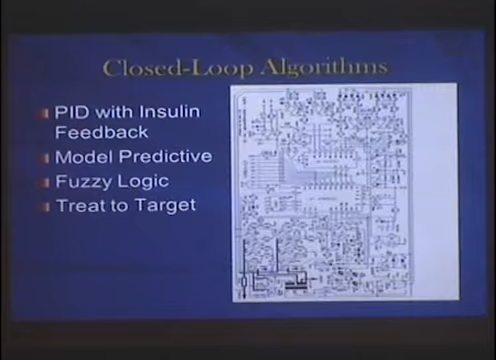 Closed-Loop Algorithms
PID with Insulin
Feedback
Model Predictive
Fuzzy Logic
Treat to Target